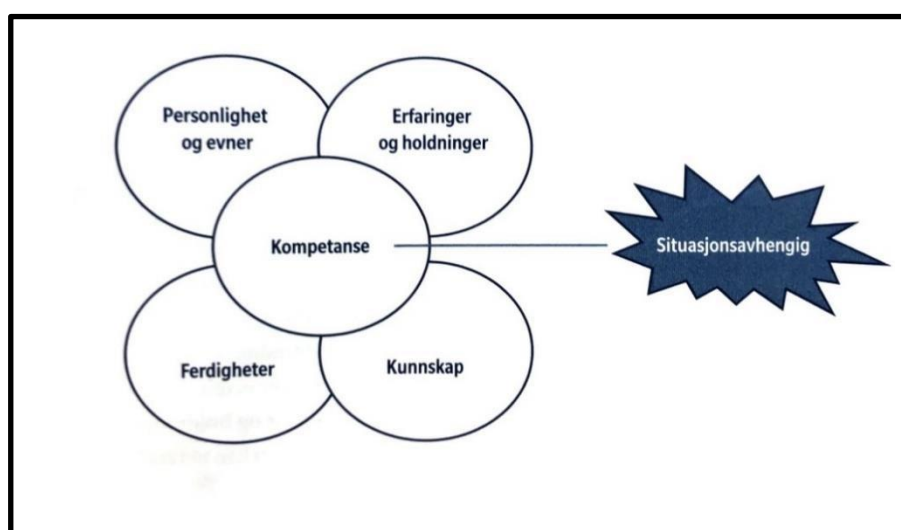 Personlighet
og evner
Erfaringer
og holdninger
Kompetanse
Situasjonsavhengig
Ferdigheter
Kunnskap